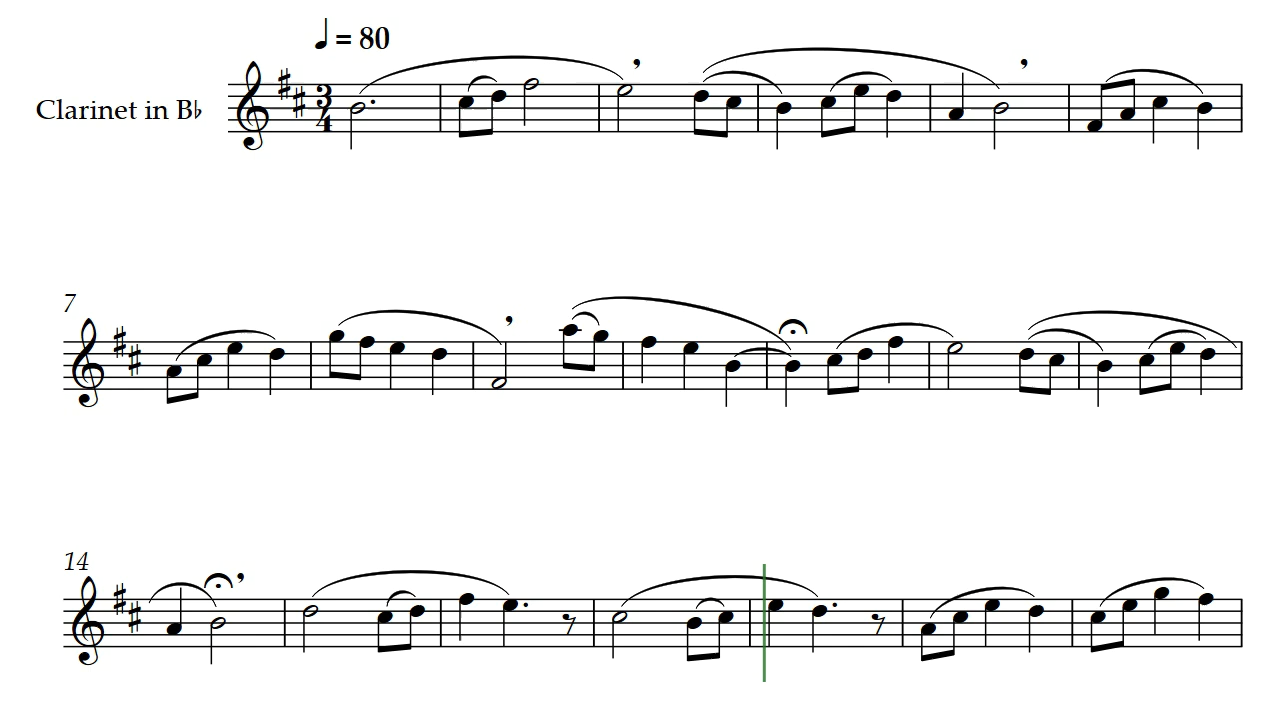 ♩ = 80
Clarinet in B♭
3
4
7
14